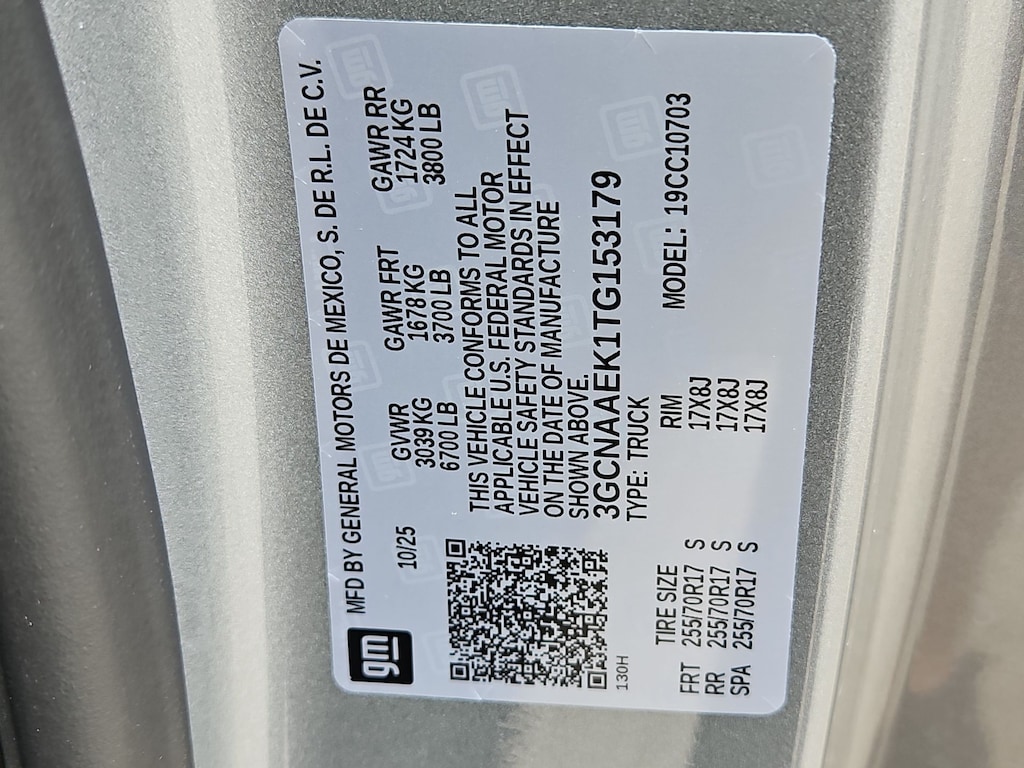 gm MFD BY GENERAL MOTORS DE MEXICO, S. DE R.L. DE C.V.
10/25 GVWR GAWR FRT GAWR RR
3039 KG 1678 KG 1724 KG
6700 LB 3700 LB 3800 LB
THIS VEHICLE CONFORMS TO ALL
APPLICABLE U.S. FEDERAL MOTOR
VEHICLE SAFETY STANDARDS IN EFFECT
ON THE DATE OF MANUFACTURE
SHOWN ABOVE.
3GCNAAEK1TG153179
130H TYPE: TRUCK
TIRE SIZE RIM MODEL: 19CC10703
FRT 255/70R17 S 17X8J
RR 255/70R17 S 17X8J
SPA 255/70R17 S 17X8J